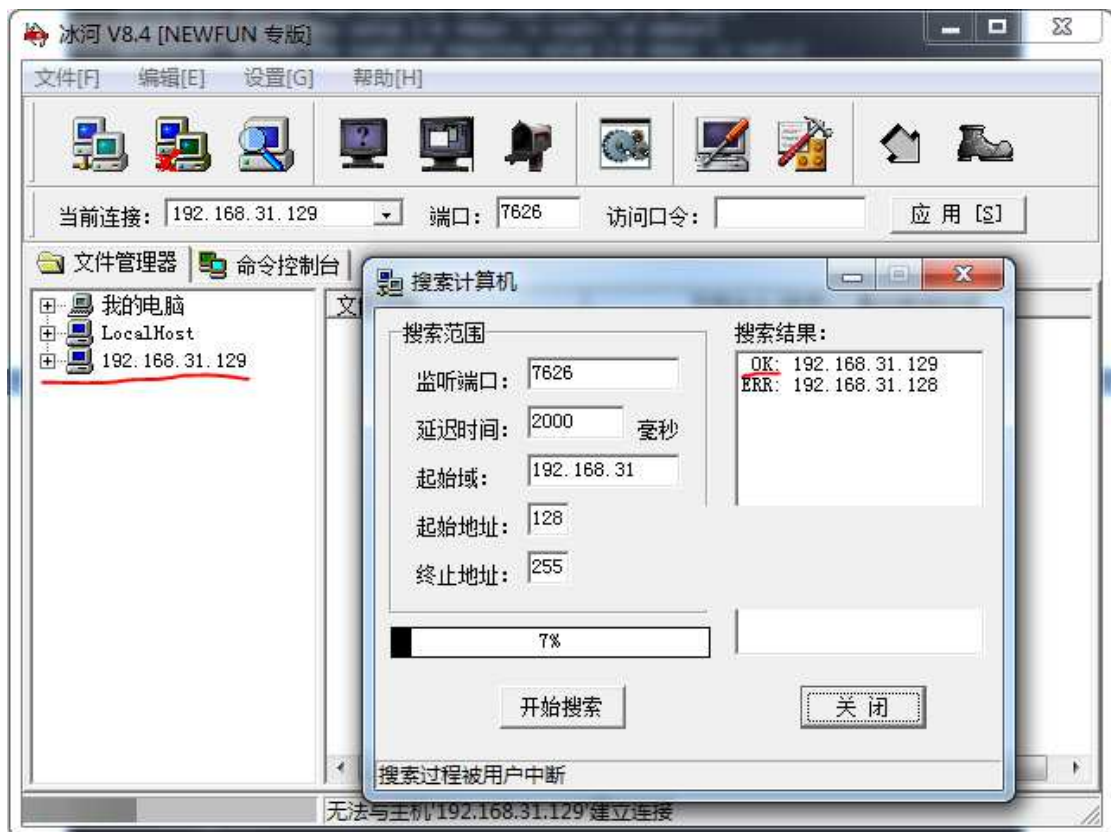 冰河 V8.4 [NEWFUN 专版]
文件[F] 编辑[E] 设置[G] 帮助[H]
当前连接： 192.168.31.129 端口： 7626 访问口令： 应 用 [S]
文件管理器 命令控制台
我的电脑
LocalHost
192.168.31.129
搜索计算机
搜索范围
监听端口： 7626
延迟时间： 2000 毫秒
起始域： 192.168.31
起始地址： 128
终止地址： 255
搜索结果：
OK: 192.168.31.129
ERR: 192.168.31.128
7%
开始搜索 关 闭
搜索过程被用户中断
无法与主机'192.168.31.129'建立连接